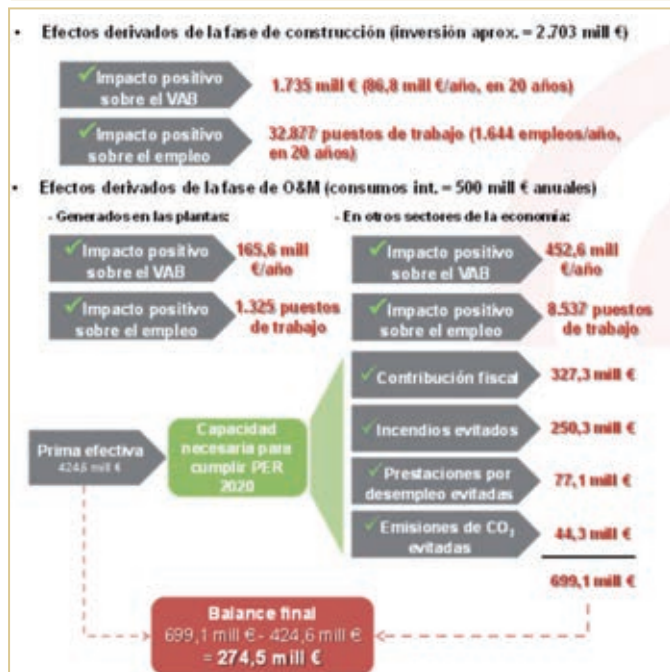 • Efectos derivados de la fase de construcción (inversión aprox. = 2.703 mill €)
✓Impacto positivo
sobre el VAB
1.735 mill € (86,8 mill €/año, en 20 años)
✓Impacto positivo
sobre el empleo
32.877 puestos de trabajo (1.644 empleos/año,
en 20 años)
• Efectos derivados de la fase de O&M (consumos int. = 500 mill € anuales)
- Generados en las plantas:
✓Impacto positivo
sobre el VAB
165,6 mill
€/año
✓Impacto positivo
sobre el empleo
1.325 puestos
de trabajo
- En otros sectores de la economía:
✓Impacto positivo
sobre el VAB
452,6 mill
€/año
✓Impacto positivo
sobre el empleo
8.537 puestos
de trabajo
Prima efectiva
424,6 mill €
Capacidad
necesaria para
cumplir PER
2020
✓Contribución fiscal
327,3 mill €
✓Incendios evitados
250,3 mill €
✓Prestaciones por
desempleo evitadas
77,1 mill €
✓Emisiones de CO₂
evitadas
44,3 mill €
699,1 mill €
Balance final
699,1 mill € - 424,6 mill €
= 274,5 mill €